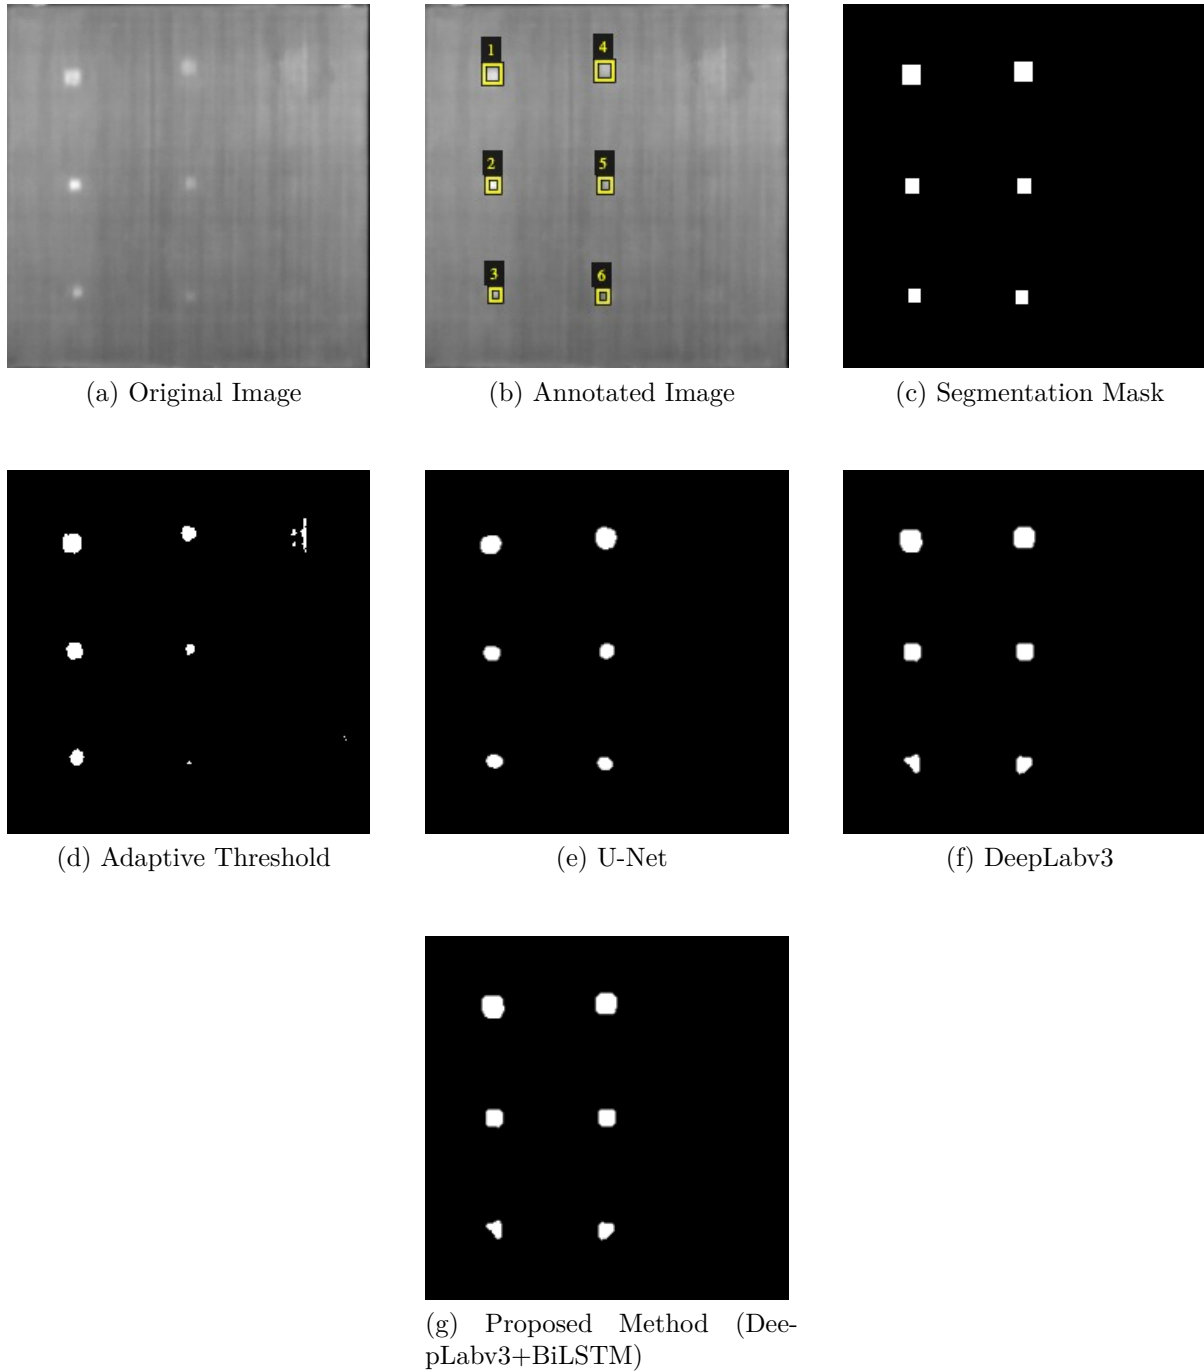 1
4
2
5
3
6
(a) Original Image
(b) Annotated Image
(c) Segmentation Mask
(d) Adaptive Threshold
(e) U-Net
(f) DeepLabv3
(g) Proposed Method (Dee-
pLabv3+BiLSTM)